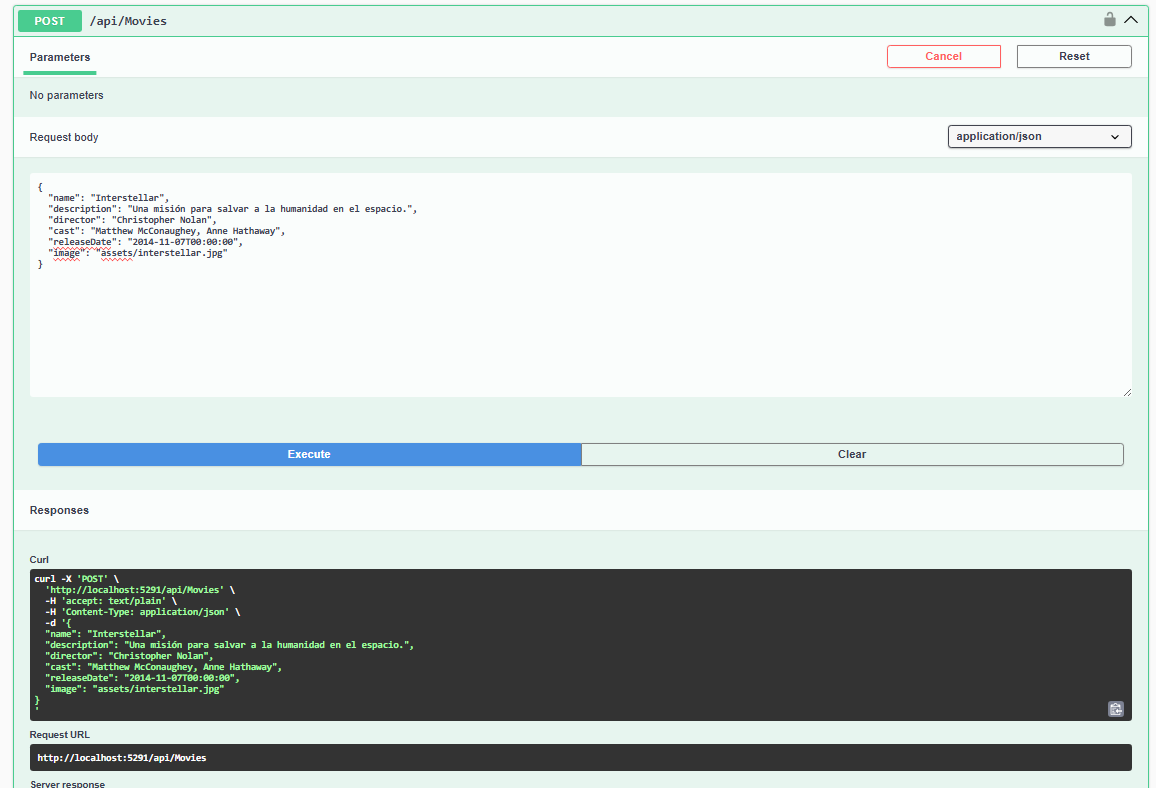 POST /api/Movies
Parameters
Cancel
Reset
No parameters
Request body
application/json
{
  "name": "Interstellar",
  "description": "Una misión para salvar a la humanidad en el espacio.",
  "director": "Christopher Nolan",
  "cast": "Matthew McConaughey, Anne Hathaway",
  "releaseDate": "2014-11-07T00:00:00",
  "image": "assets/interstellar.jpg"
}
Execute
Clear
Responses
Curl
curl -X 'POST' \
  'http://localhost:5291/api/Movies' \
  -H 'accept: text/plain' \
  -H 'Content-Type: application/json' \
  -d '{
  "name": "Interstellar",
  "description": "Una misión para salvar a la humanidad en el espacio.",
  "director": "Christopher Nolan",
  "cast": "Matthew McConaughey, Anne Hathaway",
  "releaseDate": "2014-11-07T00:00:00",
  "image": "assets/interstellar.jpg"
}
'
Request URL
http://localhost:5291/api/Movies
Server response